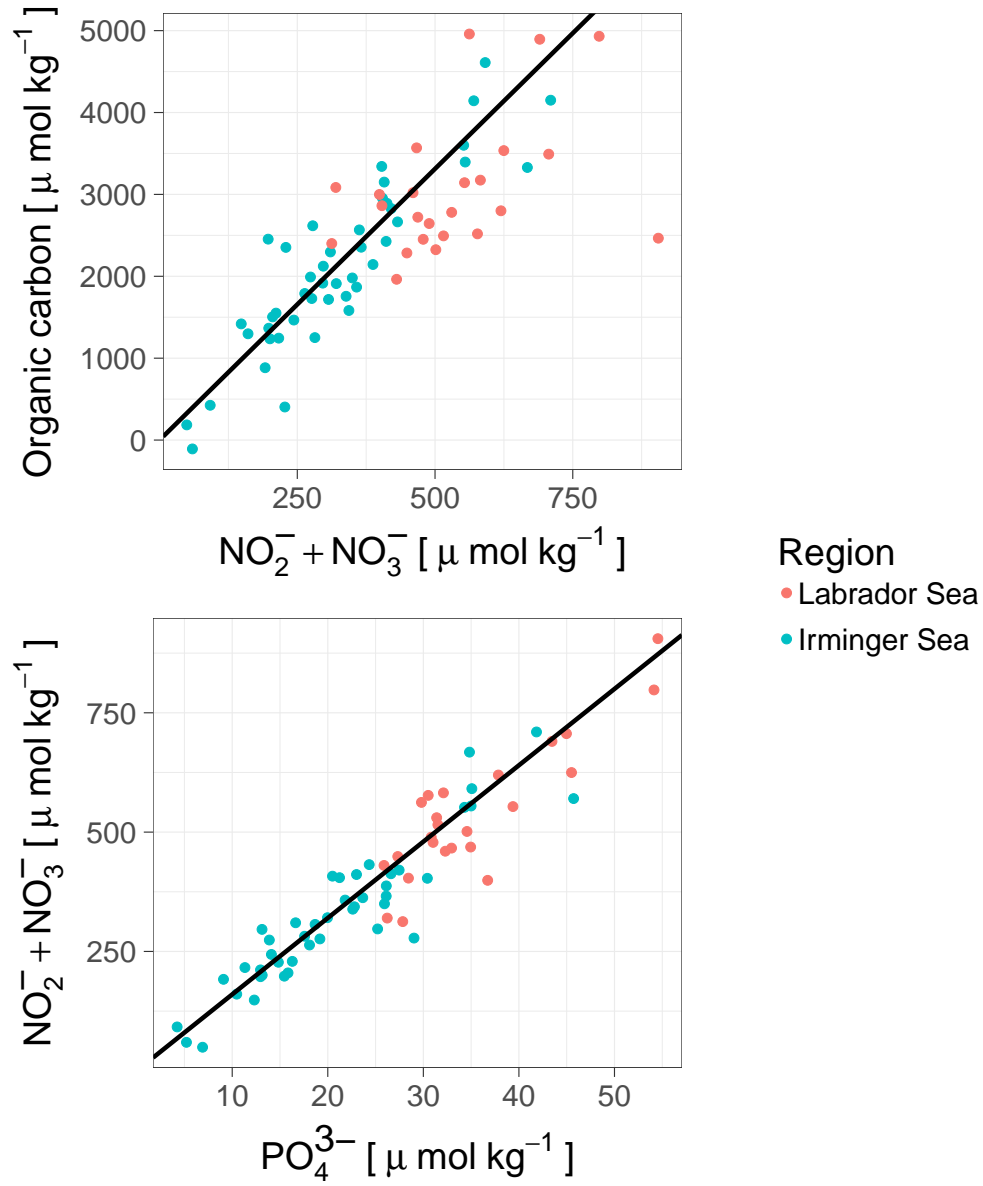 Organic carbon [ μ mol kg⁻¹ ]
5000
4000
3000
2000
1000
0
250 500 750
NO₂⁻ + NO₃⁻ [ μ mol kg⁻¹ ]
Region
Labrador Sea
Irminger Sea
NO₂⁻ + NO₃⁻ [ μ mol kg⁻¹ ]
750
500
250
10 20 30 40 50
PO₄³⁻ [ μ mol kg⁻¹ ]